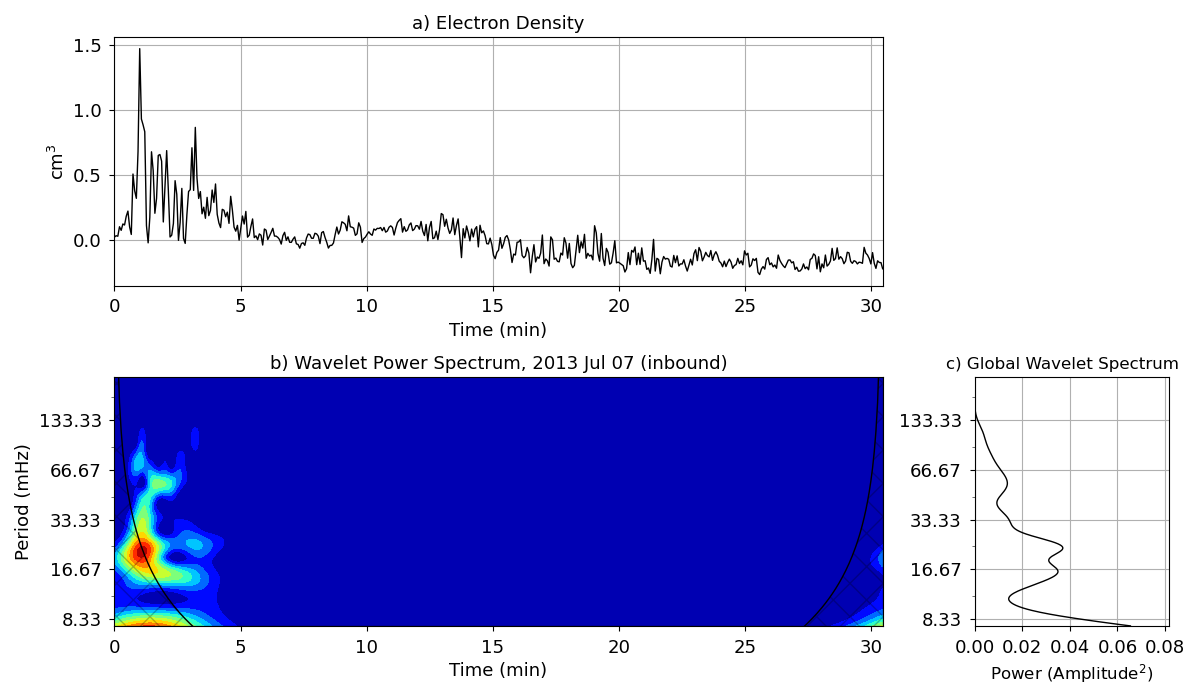 a) Electron Density
1.5
1.0
0.5
0.0
cm³
0 5 10 15 20 25 30
Time (min)
b) Wavelet Power Spectrum, 2013 Jul 07 (inbound)
133.33
66.67
33.33
16.67
8.33
Period (mHz)
0 5 10 15 20 25 30
Time (min)
c) Global Wavelet Spectrum
133.33
66.67
33.33
16.67
8.33
0.00 0.02 0.04 0.06 0.08
Power (Amplitude²)